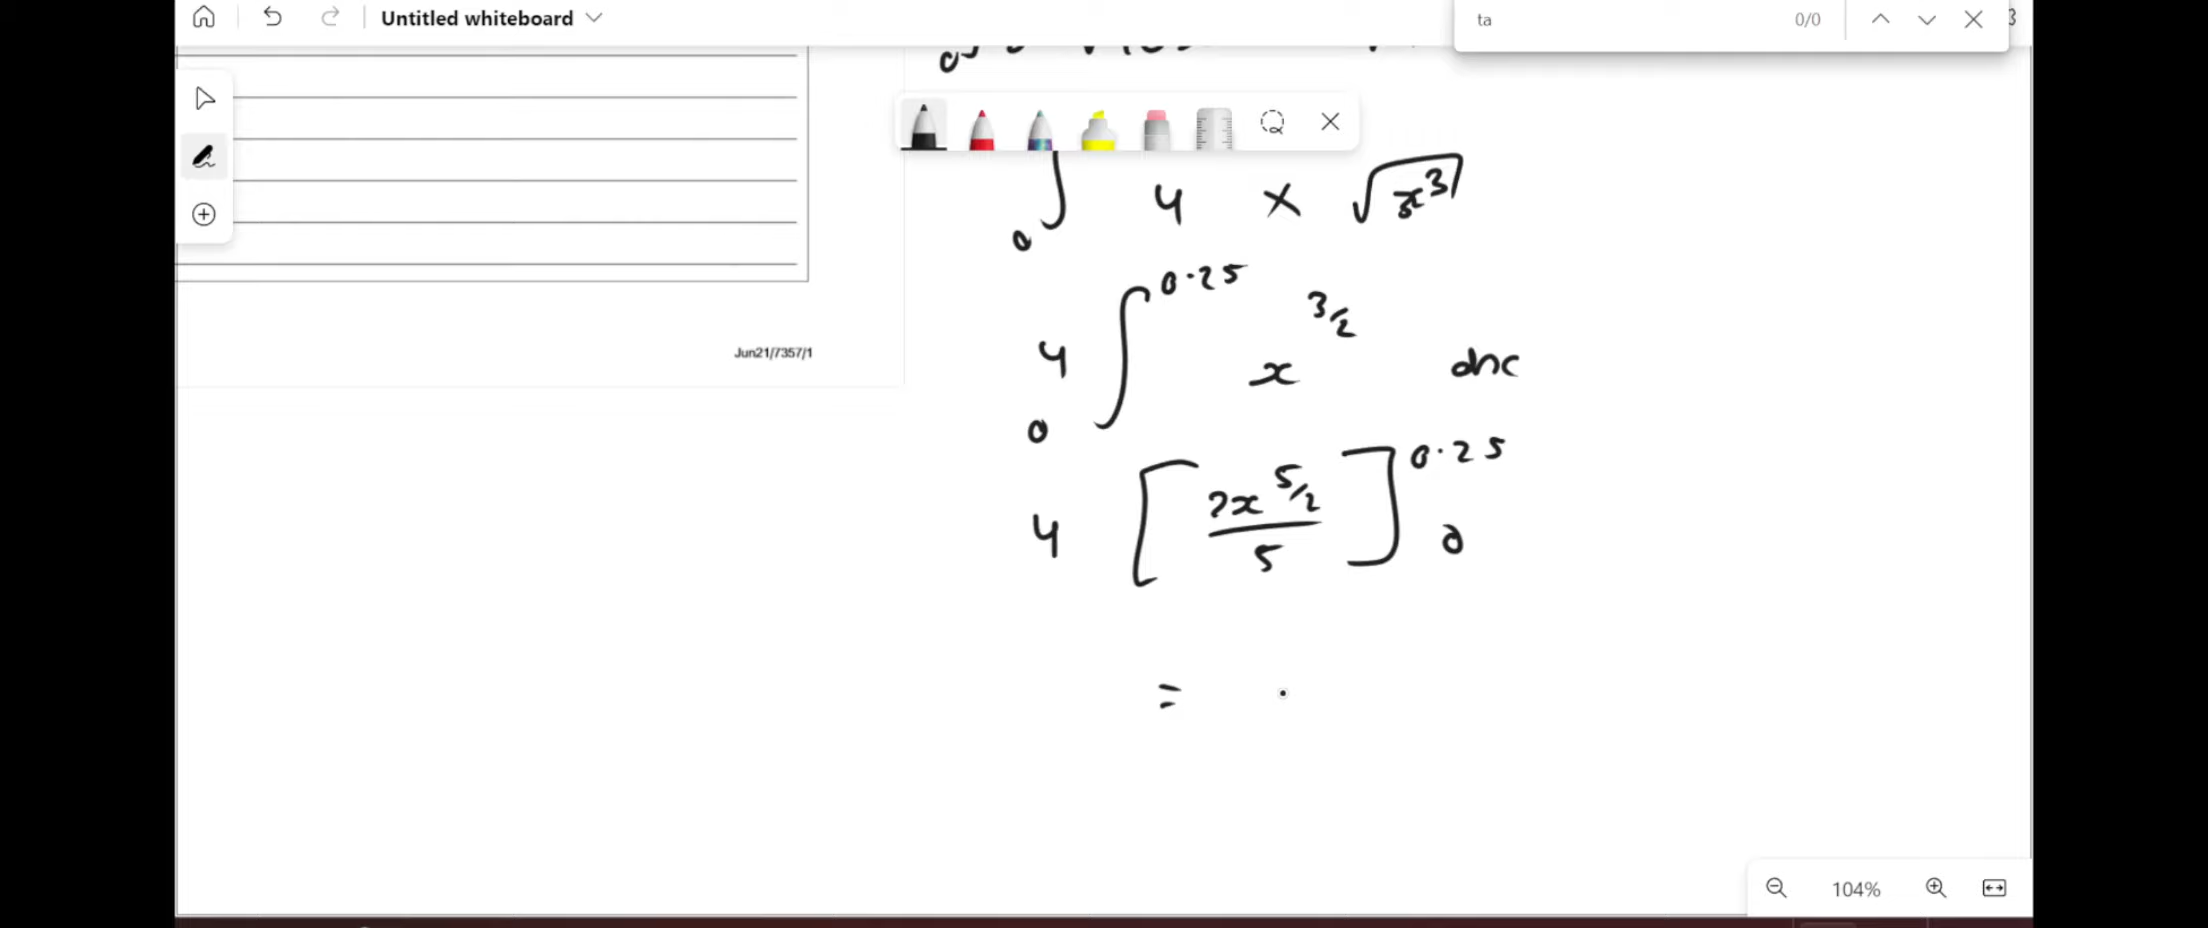 Untitled whiteboard
ta 0/0
0
∫ 4 × √x³
0
4 ∫ 0.25 x 3/2 dx
0
4 [ 2x 5/2 / 5 ] 0.25 0
=
Jun21/7357/1
104%